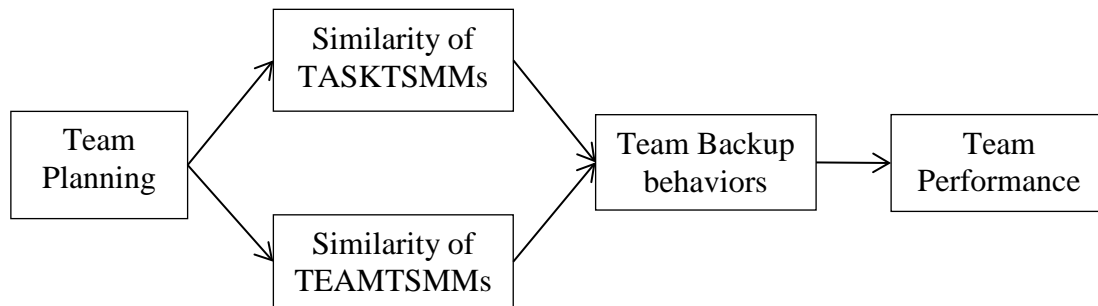 Team
Planning
Similarity of
TASKTSMMs
Similarity of
TEAMTSMMs
Team Backup
behaviors
Team
Performance